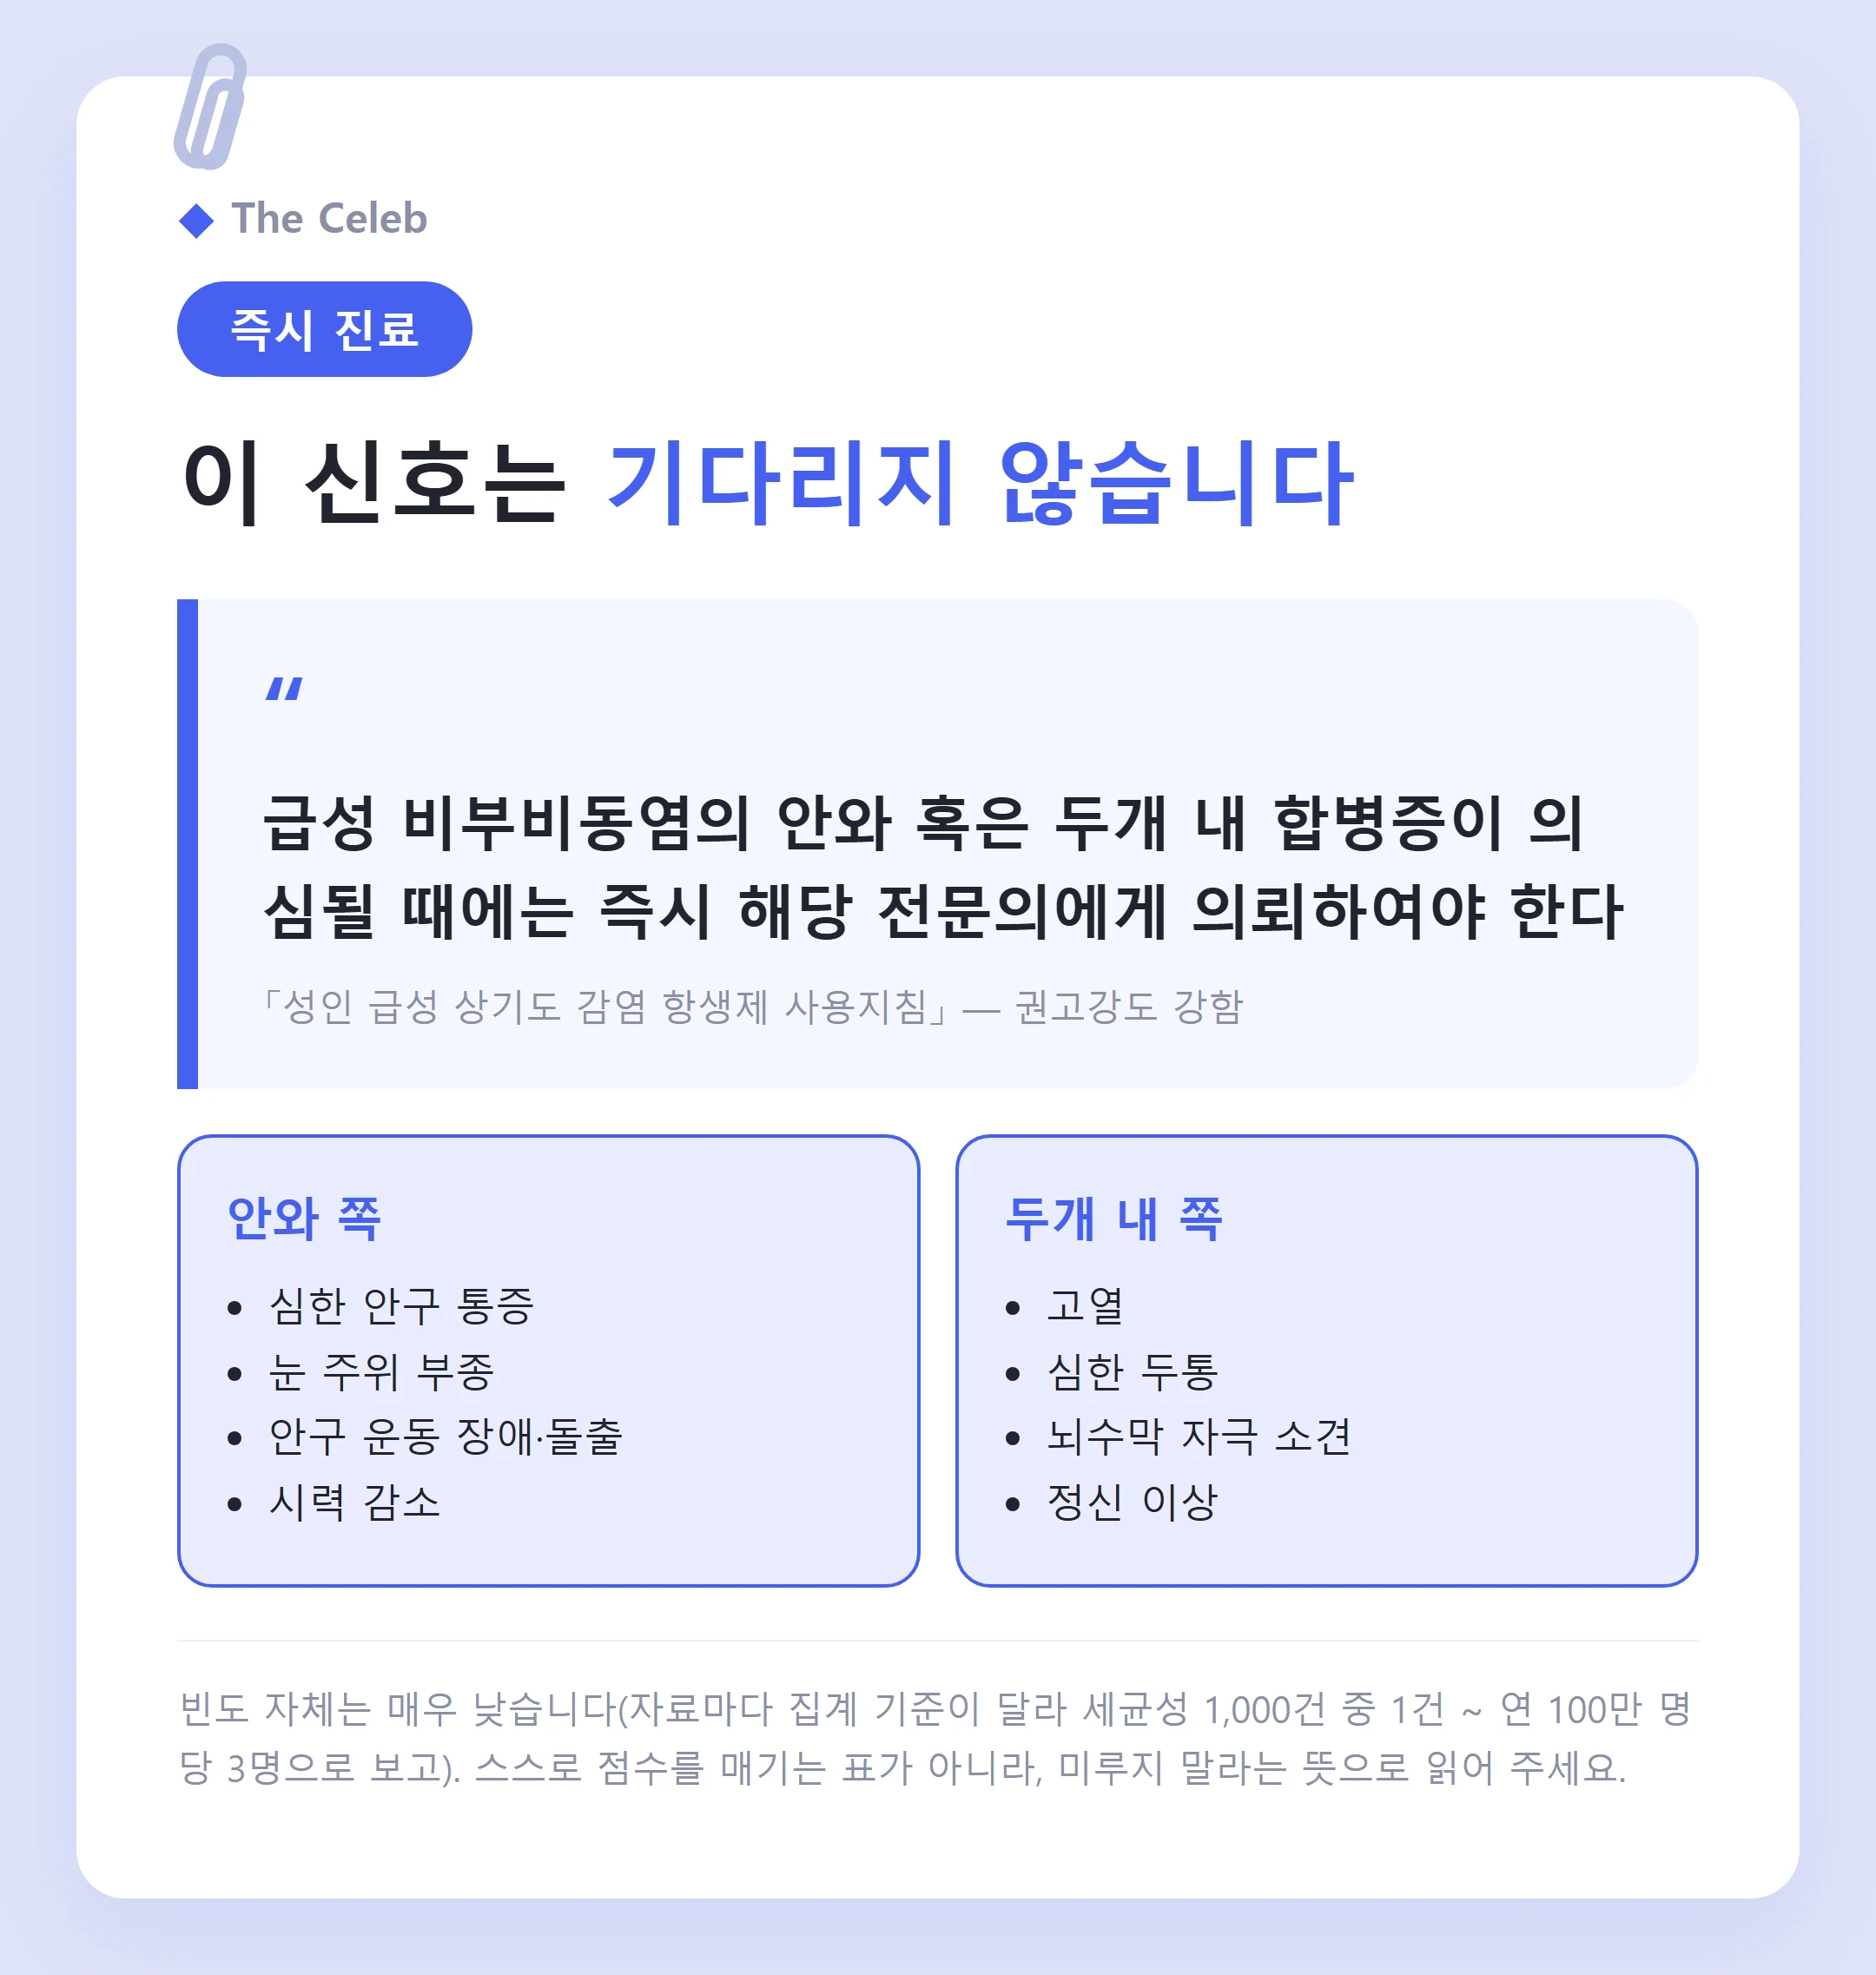 The Celeb
즉시 진료
이 신호는 기다리지 않습니다
“
급성 비부비동염의 안와 혹은 두개 내 합병증이 의
심될 때에는 즉시 해당 전문의에게 의뢰하여야 한다
「성인 급성 상기도 감염 항생제 사용지침」— 권고강도 강함
안와 쪽
• 심한 안구 통증
• 눈 주위 부종
• 안구 운동 장애·돌출
• 시력 감소
두개 내 쪽
• 고열
• 심한 두통
• 뇌수막 자극 소견
• 정신 이상
빈도 자체는 매우 낮습니다(자료마다 집계 기준이 달라 세균성 1,000건 중 1건 ~ 연 100만 명
당 3명으로 보고). 스스로 점수를 매기는 표가 아니라, 미루지 말라는 뜻으로 읽어 주세요.